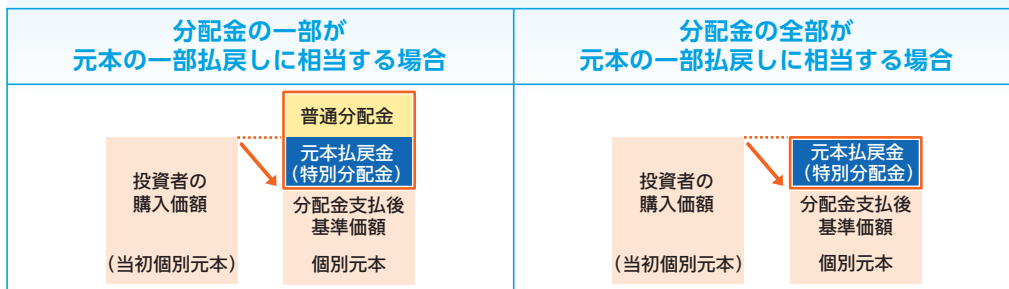 分配金の一部が
元本の一部払戻しに相当する場合
分配金の全部が
元本の一部払戻しに相当する場合
普通分配金
元本払戻金
（特別分配金）
投資者の
購入価額
（当初個別元本）
分配金支払後
基準価額
個別元本
元本払戻金
（特別分配金）
投資者の
購入価額
（当初個別元本）
分配金支払後
基準価額
個別元本